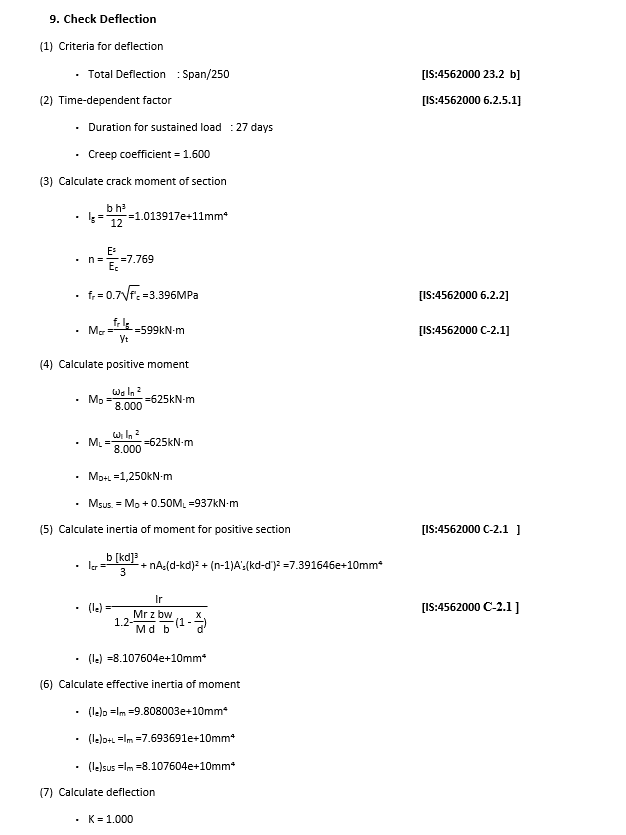 9. Check Deflection
(1) Criteria for deflection
• Total Deflection : Span/250 [IS:4562000 23.2 b]
(2) Time-dependent factor [IS:4562000 6.2.5.1]
• Duration for sustained load : 27 days
• Creep coefficient = 1.600
(3) Calculate crack moment of section
• Ig = b h³ / 12 =1.013917e+11mm⁴
• n = Es / Ec =7.769
• fr = 0.7√f'c =3.396MPa [IS:4562000 6.2.2]
• Mcr = fr Ig / yt =599kN·m [IS:4562000 C-2.1]
(4) Calculate positive moment
• MD = ωd ln ² / 8.000 =625kN·m
• ML = ωl ln ² / 8.000 =625kN·m
• MD+L =1,250kN·m
• MSUS. = MD + 0.50ML =937kN·m
(5) Calculate inertia of moment for positive section [IS:4562000 C-2.1 ]
• Icr = b [kd]³ / 3 + nAs(d-kd)² + (n-1)A's(kd-d')² =7.391646e+10mm⁴
• (Ie) = Ir / 1.2- Mr z bw / M d b (1 - x / d) [IS:4562000 C-2.1 ]
• (Ie) =8.107604e+10mm⁴
(6) Calculate effective inertia of moment
• (Ie)D =Im =9.808003e+10mm⁴
• (Ie)D+L =Im =7.693691e+10mm⁴
• (Ie)sus =Im =8.107604e+10mm⁴
(7) Calculate deflection
• K = 1.000